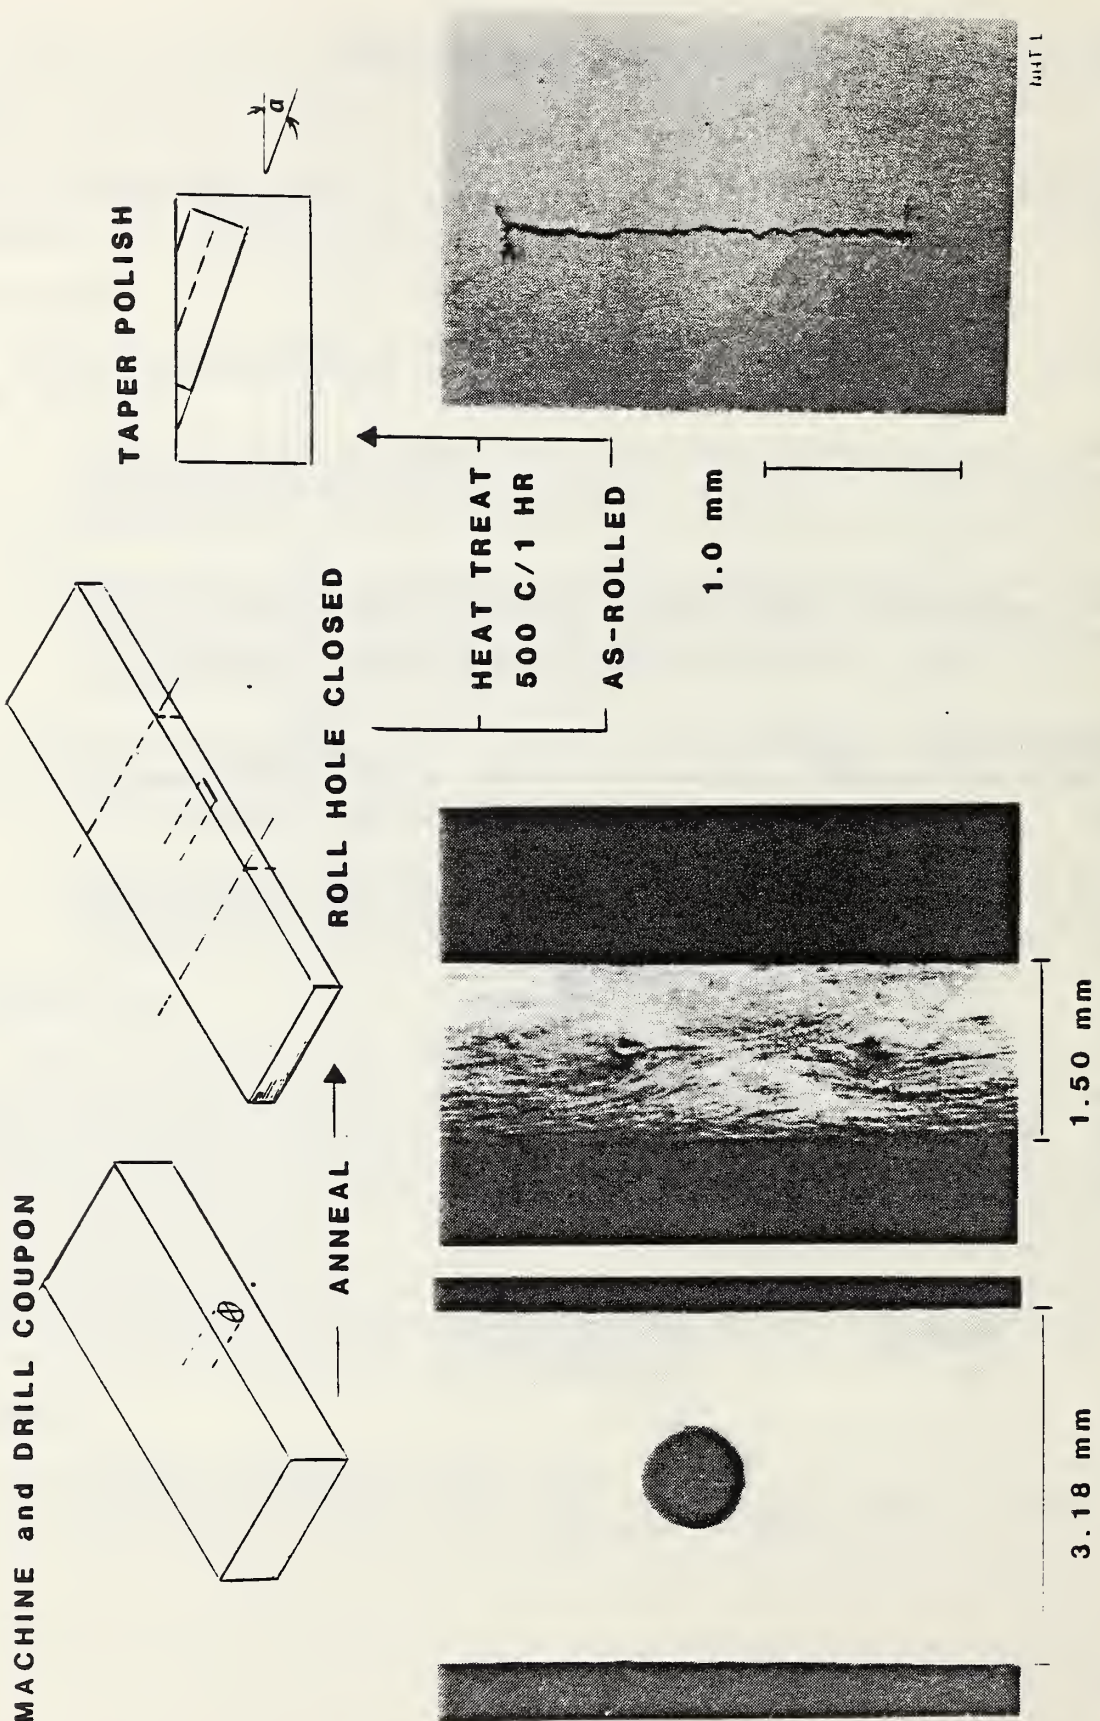 MACHINE and DRILL COUPON
ANNEAL
ROLL HOLE CLOSED
TAPER POLISH
a
HEAT TREAT
500 C/1 HR
AS-ROLLED
1.0 mm
3.18 mm
1.50 mm